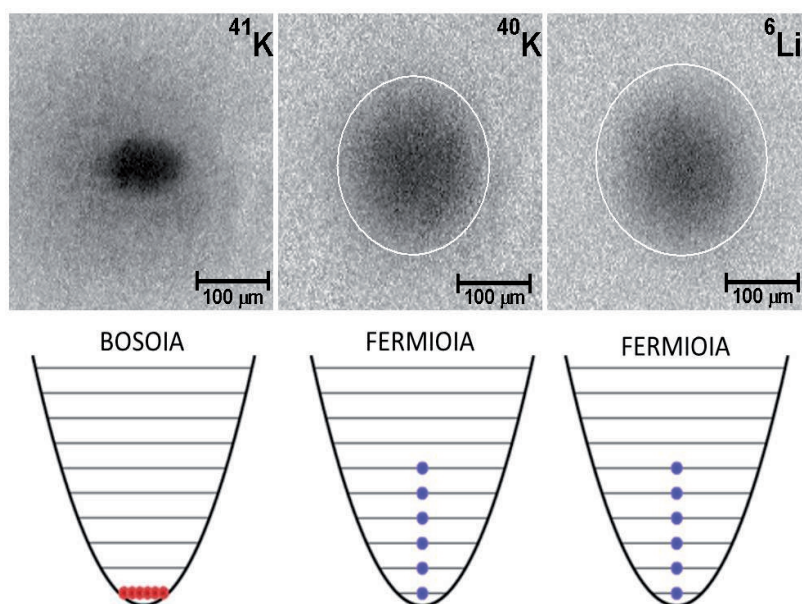 ⁴¹K
⁴⁰K
⁶Li
100 μm
100 μm
100 μm
BOSOIA
FERMIOIA
FERMIOIA